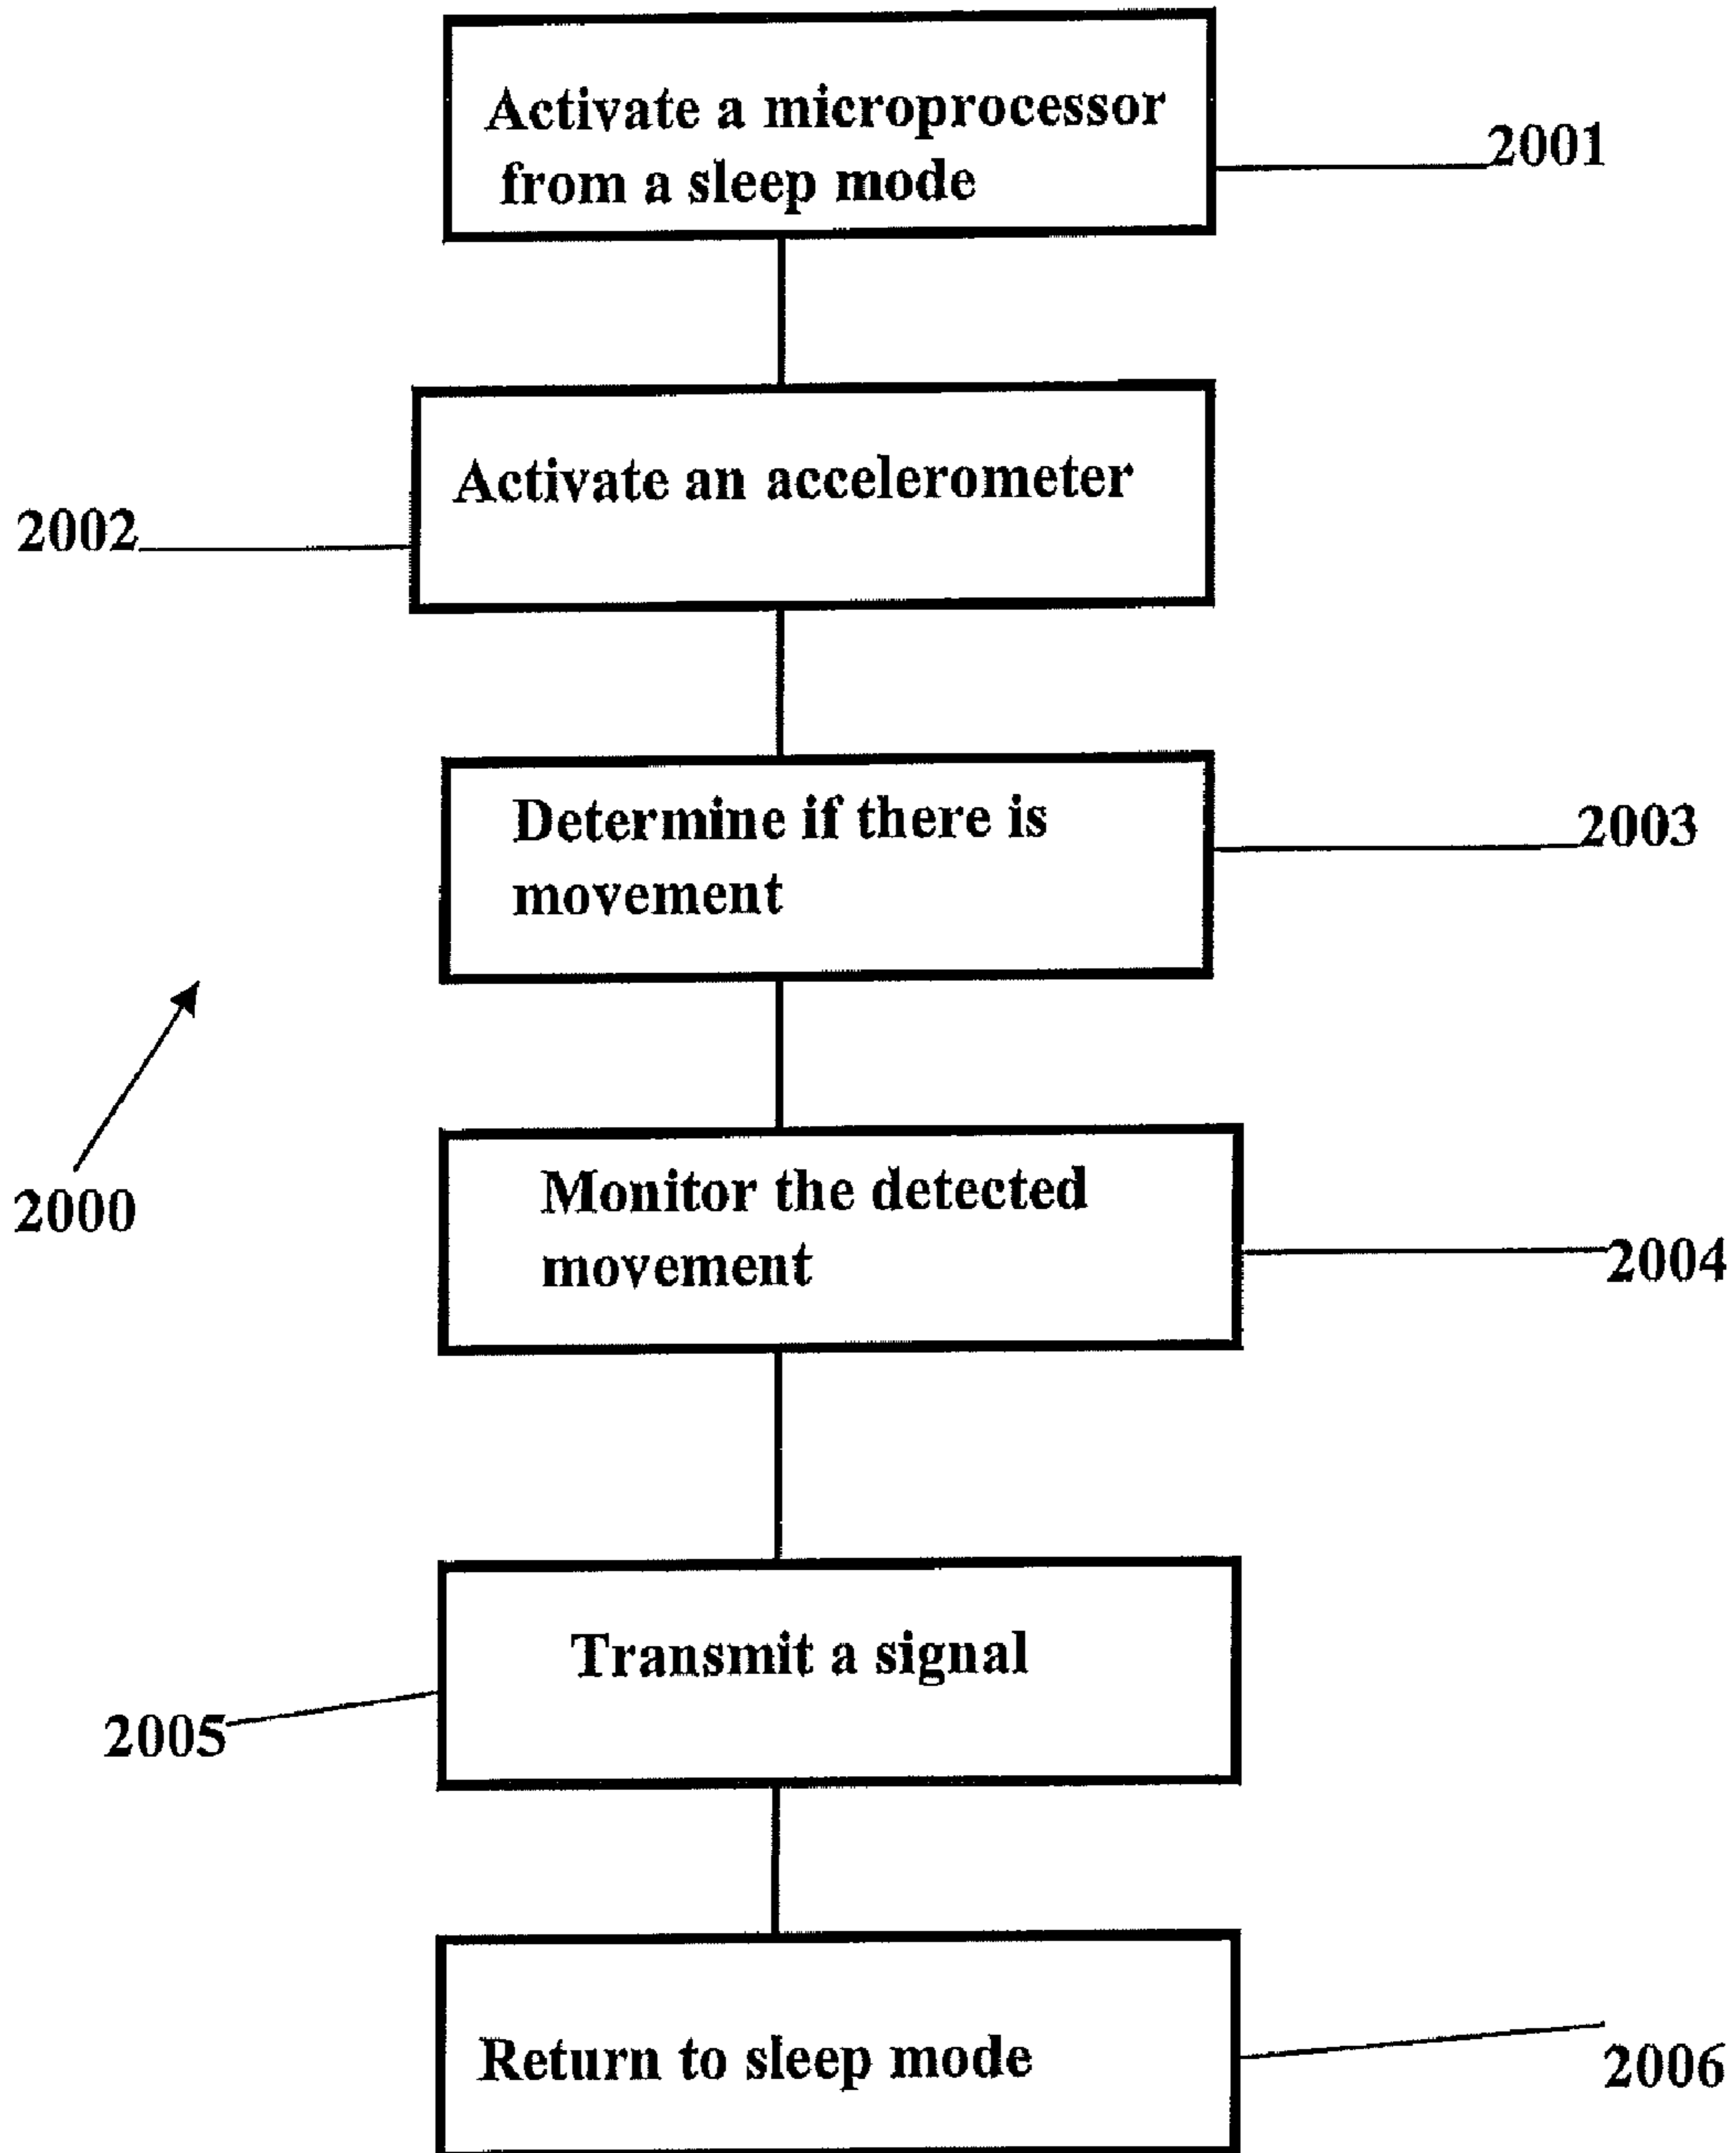 Activate a microprocessor
from a sleep mode
2001
Activate an accelerometer
2002
Determine if there is
movement
2003
2000
Monitor the detected
movement
2004
Transmit a signal
2005
Return to sleep mode
2006